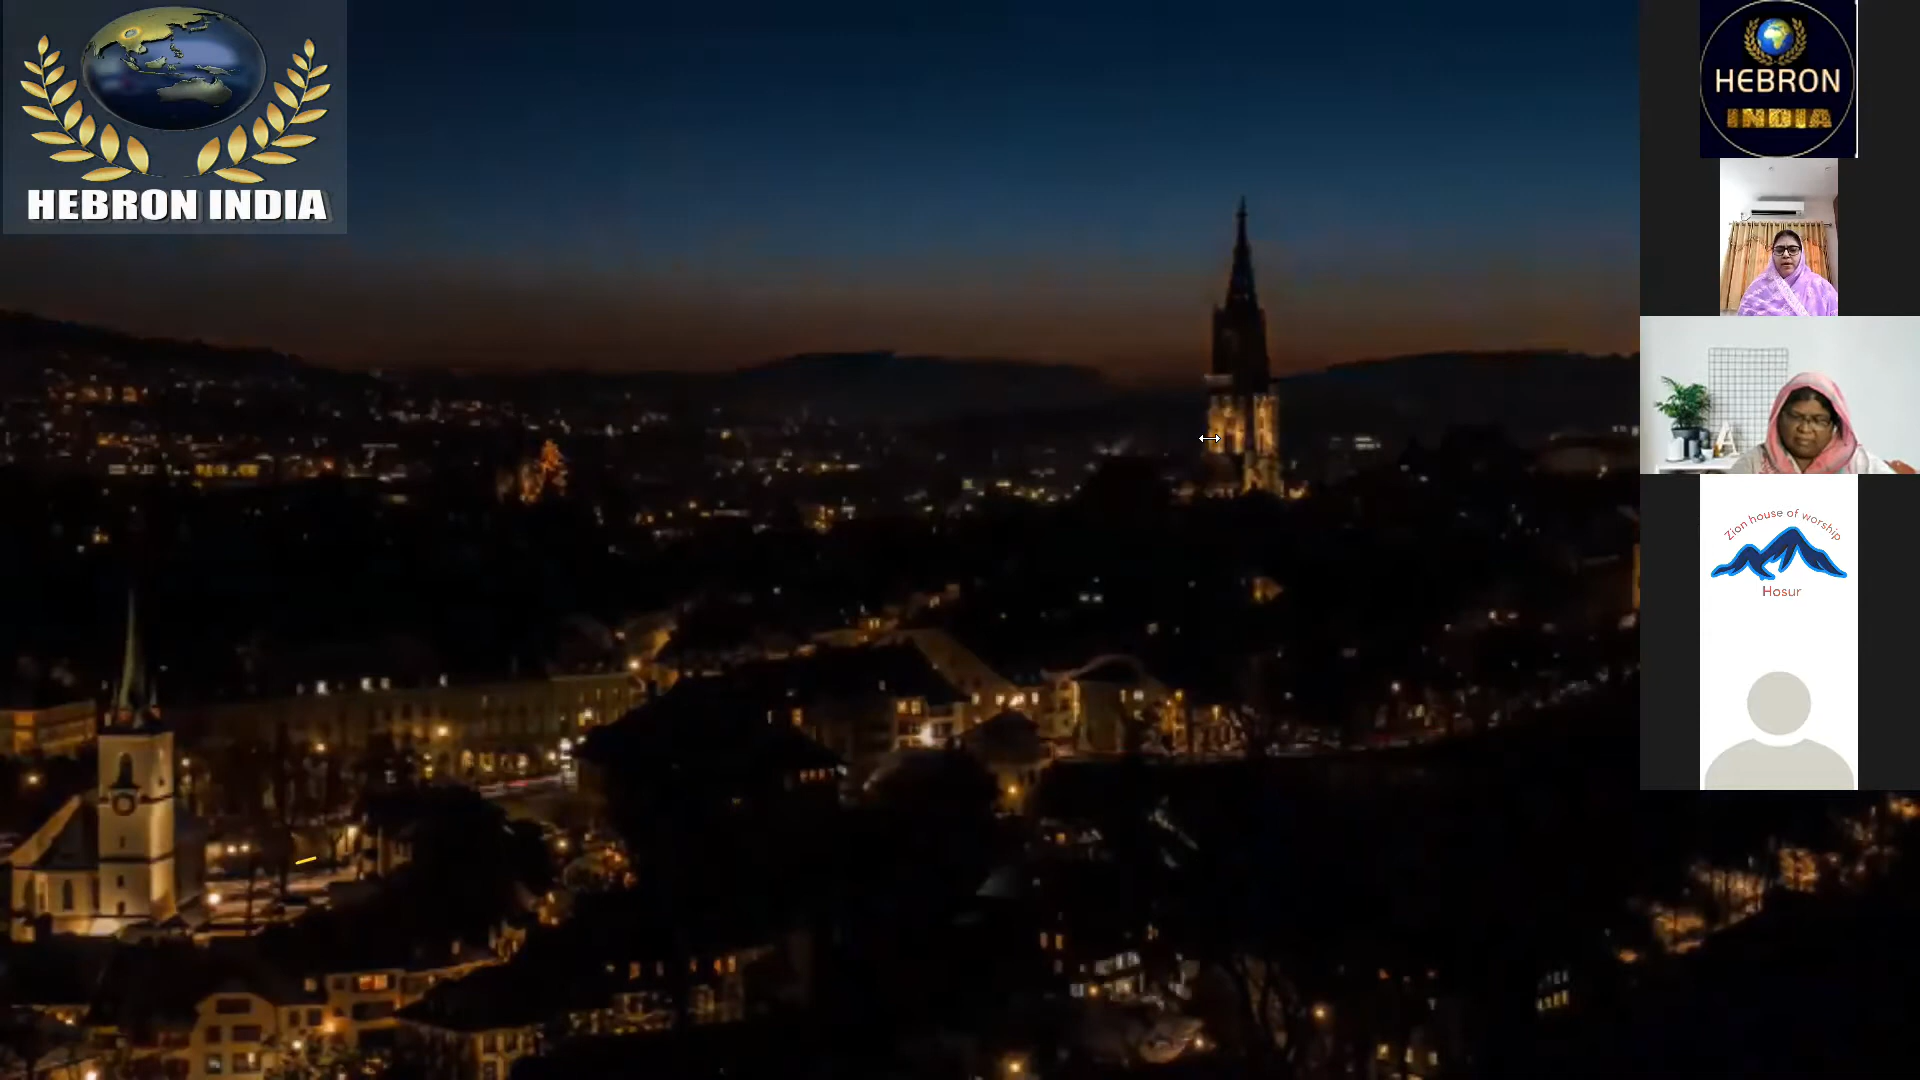 HEBRON INDIA
HEBRON
INDIA
Zion house of worship
Hosur